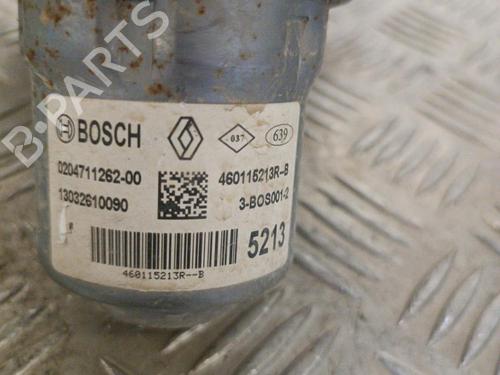 B-PARTS
BOSCH 037 639
0204711262-00 460115213R-B
13032610090 3-BOS001-2
5213
460115213R--B